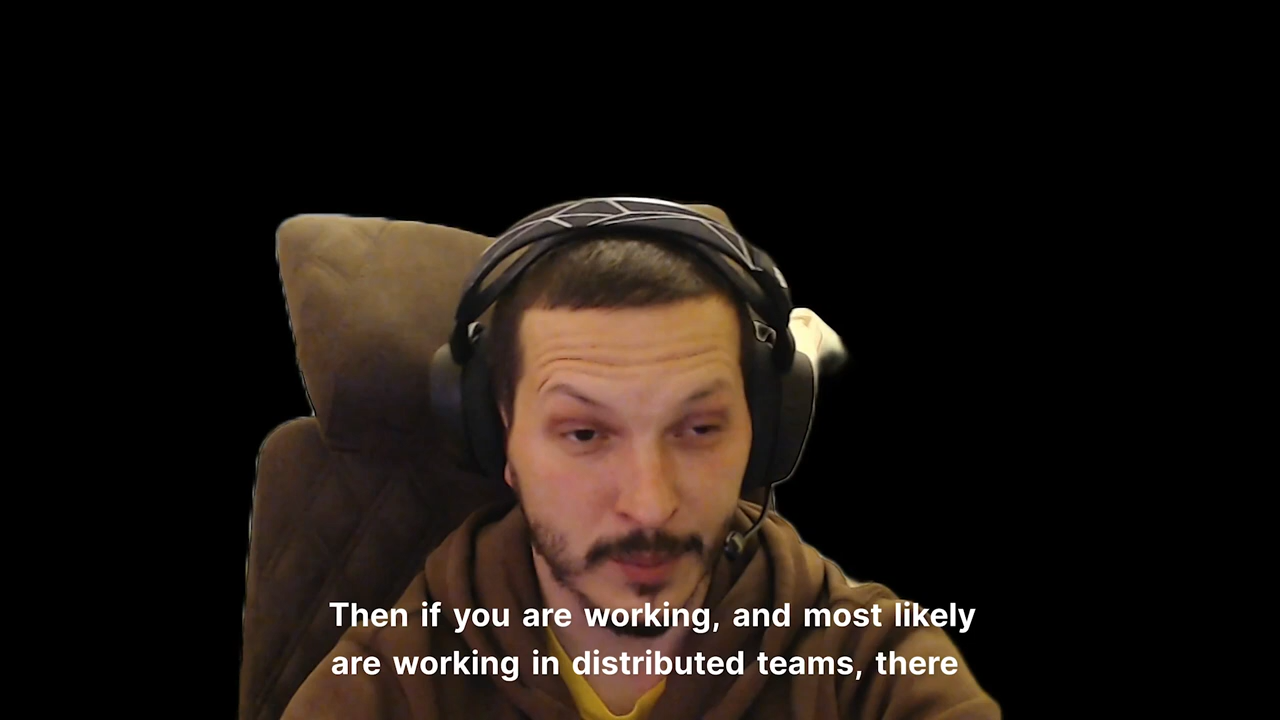 Then if you are working, and most likely
are working in distributed teams, there